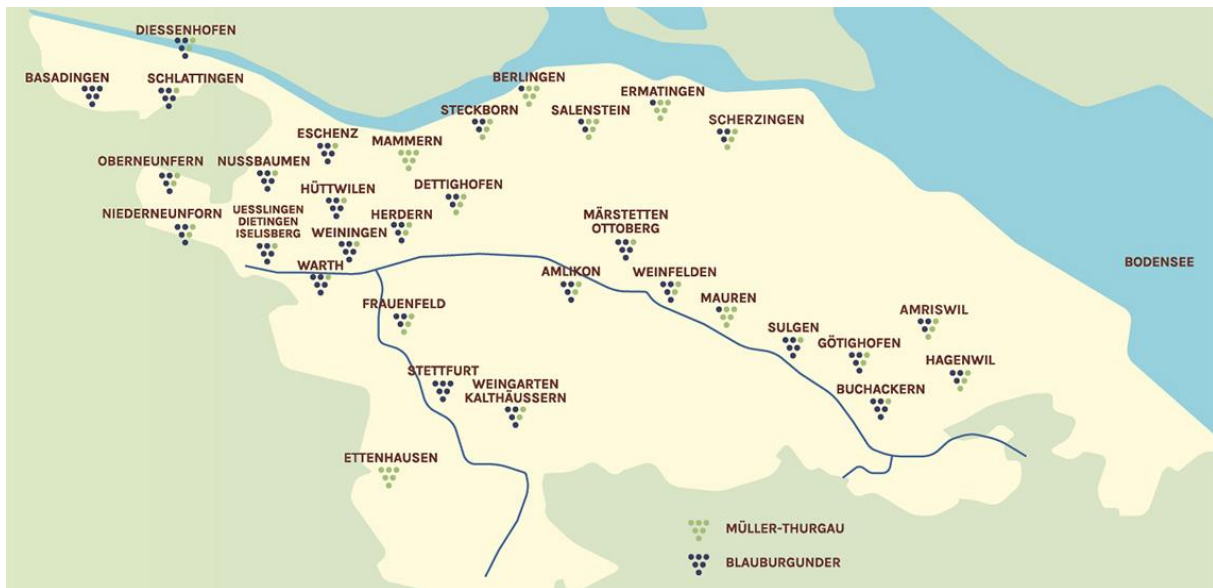 DIESSENHOFEN
BASADINGEN
SCHLATTINGEN
BERLINGEN
ERMATINGEN
STECKBORN
SALENSTEIN
SCHERZINGEN
ESCHENZ
MAMMERN
OBERNEUNFERN
NUSSBAUMEN
HÜTTWILEN
DETTIGHOFEN
NIEDERNEUNFORN
UESSLINGEN
DIETINGEN
ISELISBERG
WEININGEN
HERDERN
MÄRSTETTEN
OTTOBERG
WARTH
AMLIKON
WEINFELDEN
BODENSEE
FRAUENFELD
MAUREN
AMRISWIL
SULGEN
GÖTIGHOFEN
HAGENWIL
STETTFURT
WEINGARTEN
KALTHÄUSSERN
BUCHACKERN
ETTENHAUSEN
MÜLLER-THURGAU
BLAUBURGUNDER